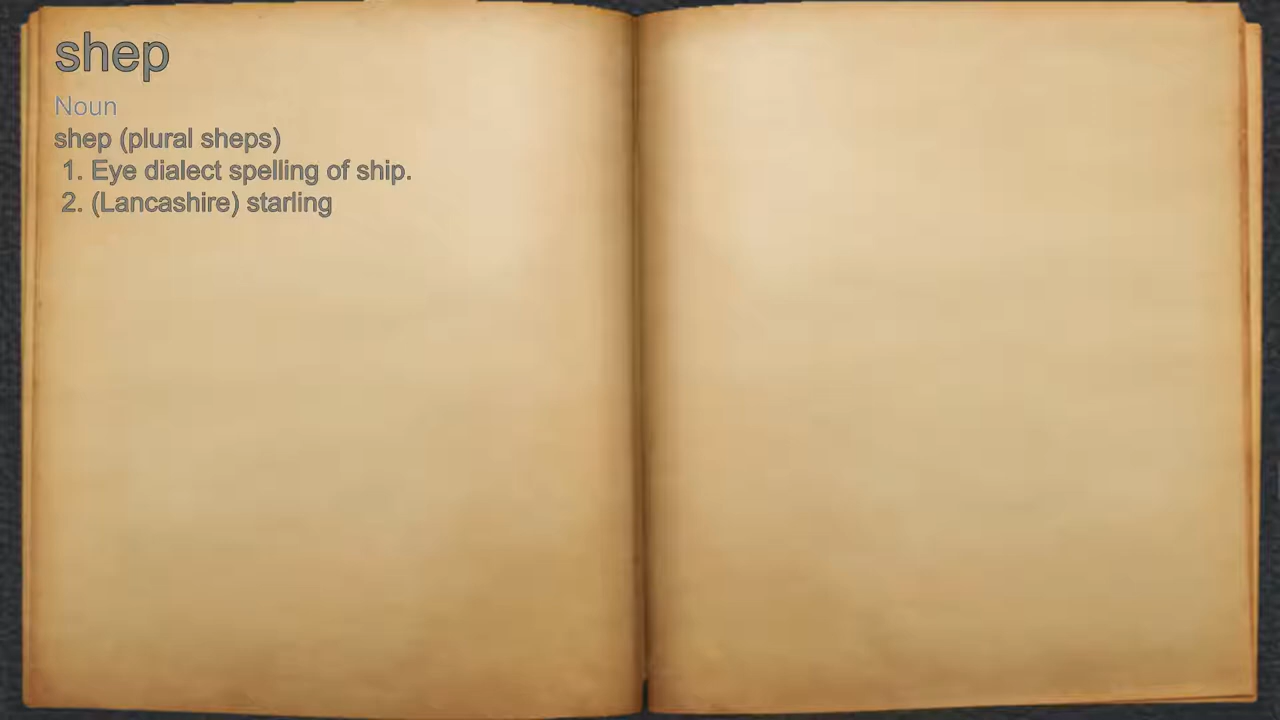 shep
Noun
shep (plural sheps)
1. Eye dialect spelling of ship.
2. (Lancashire) starling